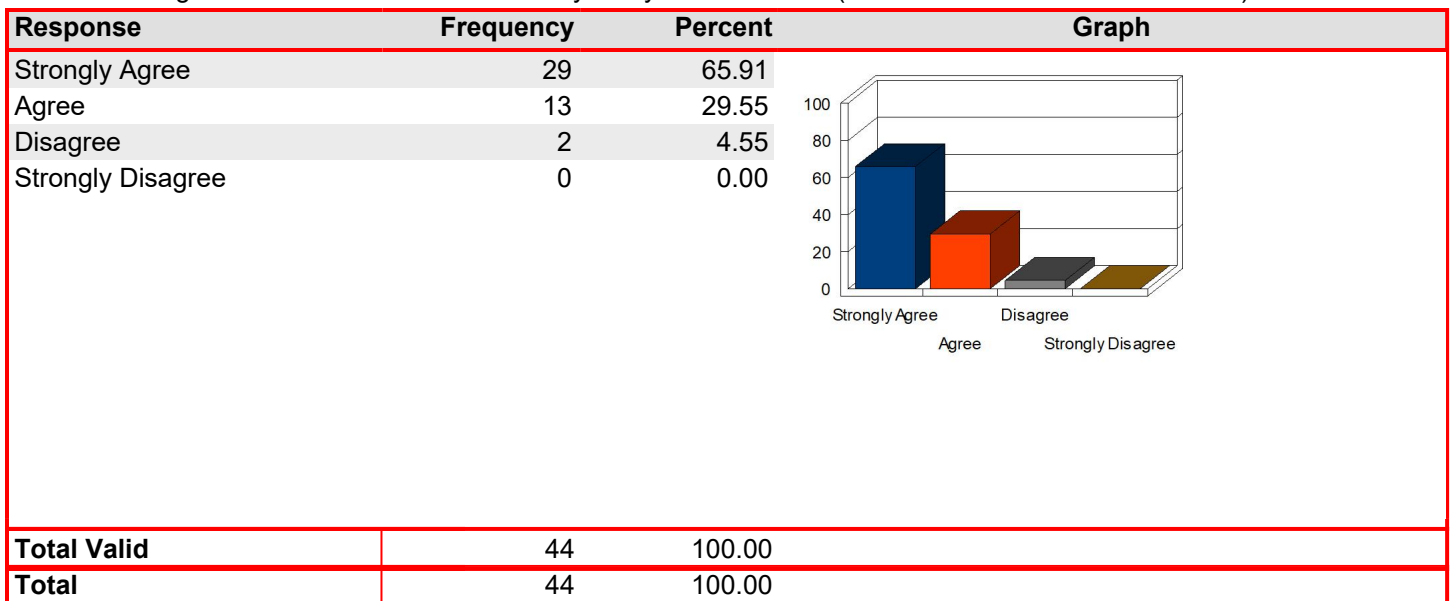 Response Frequency Percent Graph
Strongly Agree 29 65.91
Agree 13 29.55
Disagree 2 4.55
Strongly Disagree 0 0.00
100
80
60
40
20
0
Strongly Agree Disagree
Agree Strongly Disagree
Total Valid 44 100.00
Total 44 100.00